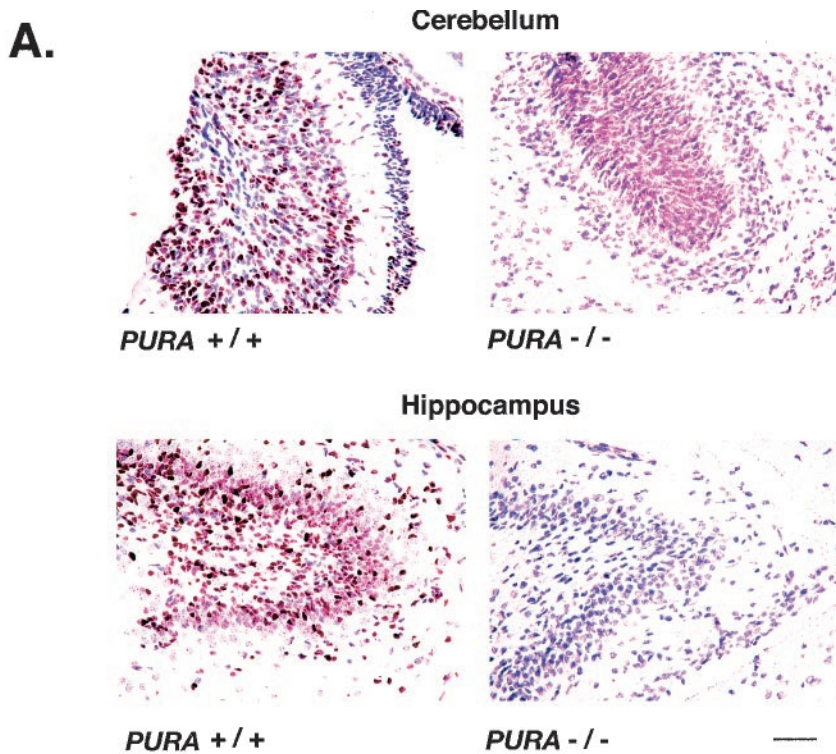 A.
Cerebellum
PURA +/+
PURA -/-
Hippocampus
PURA +/+
PURA -/-